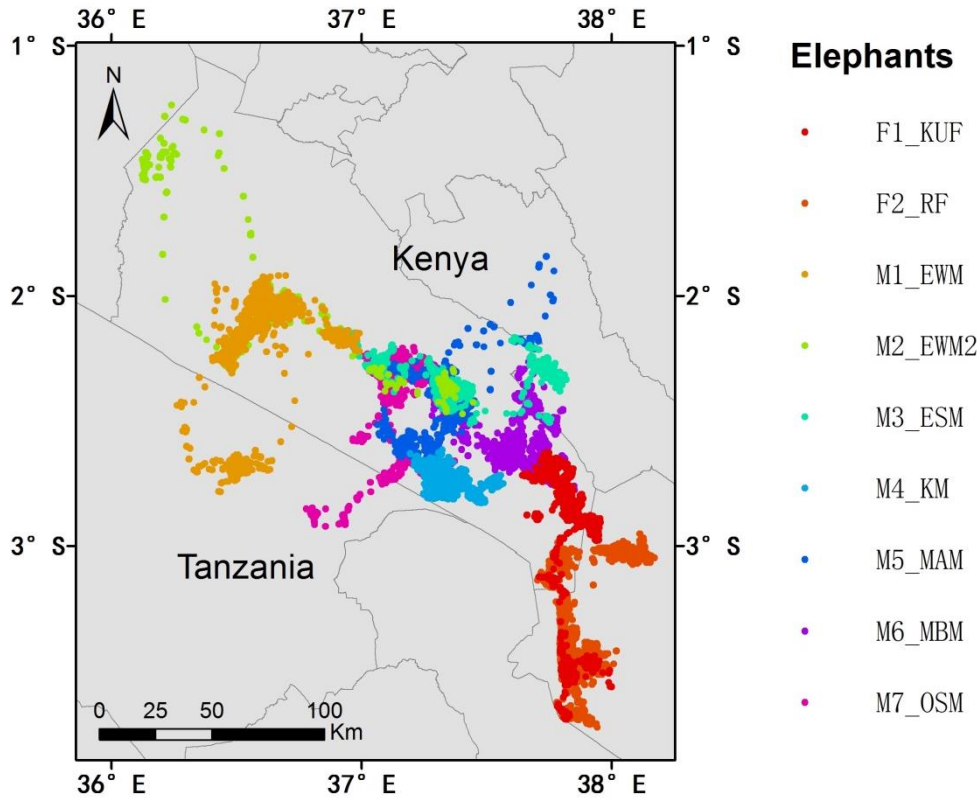 36° E 37° E 38° E
1° S 1° S
Elephants
N
F1_KUF
F2_RF
Kenya
M1_EWM
2° S 2° S
M2_EWM2
M3_ESM
M4_KM
3° S 3° S
Tanzania
M5_MAM
M6_MBM
M7_OSM
0 25 50 100
Km
36° E 37° E 38° E